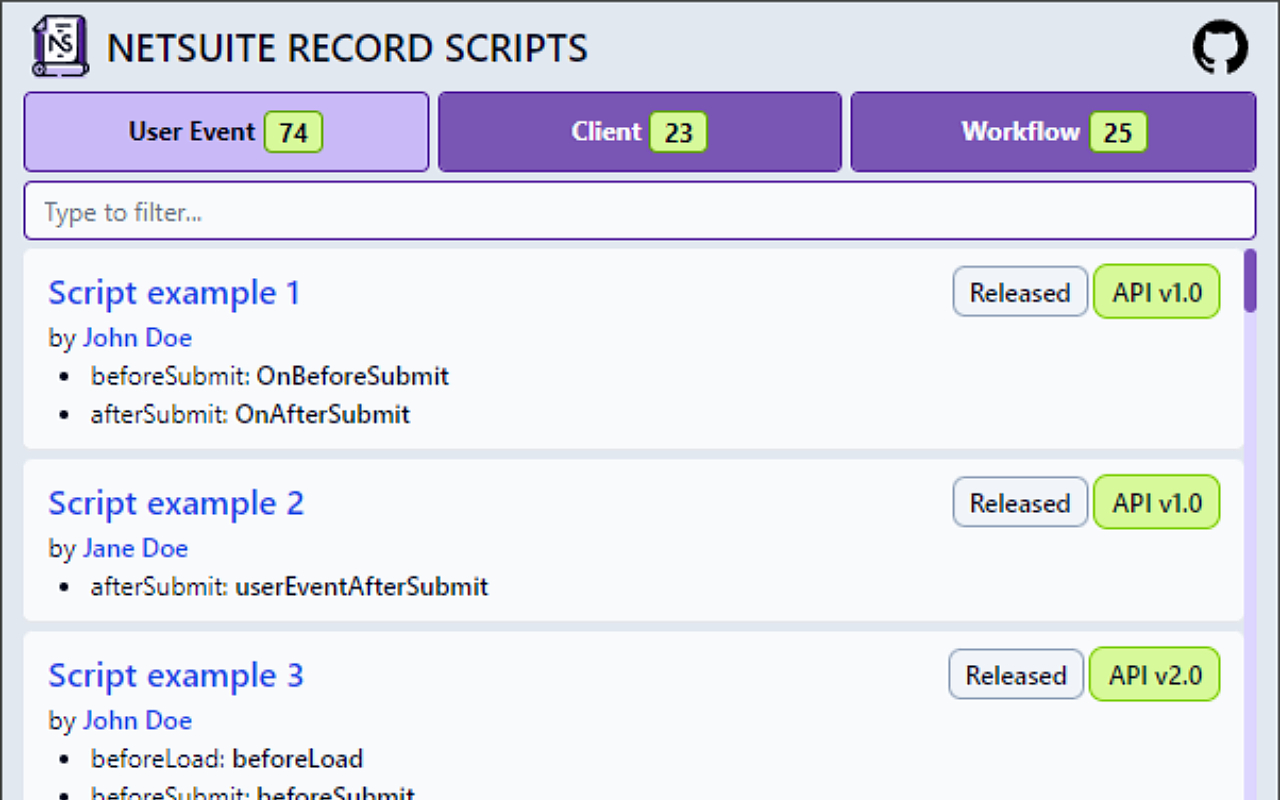 NS
NETSUITE RECORD SCRIPTS
User Event 74 Client 23 Workflow 25
Type to filter...
Script example 1 Released API v1.0
by John Doe
• beforeSubmit: OnBeforeSubmit
• afterSubmit: OnAfterSubmit
Script example 2 Released API v1.0
by Jane Doe
• afterSubmit: userEventAfterSubmit
Script example 3 Released API v2.0
by John Doe
• beforeLoad: beforeLoad
• beforeSubmit: beforeSubmit